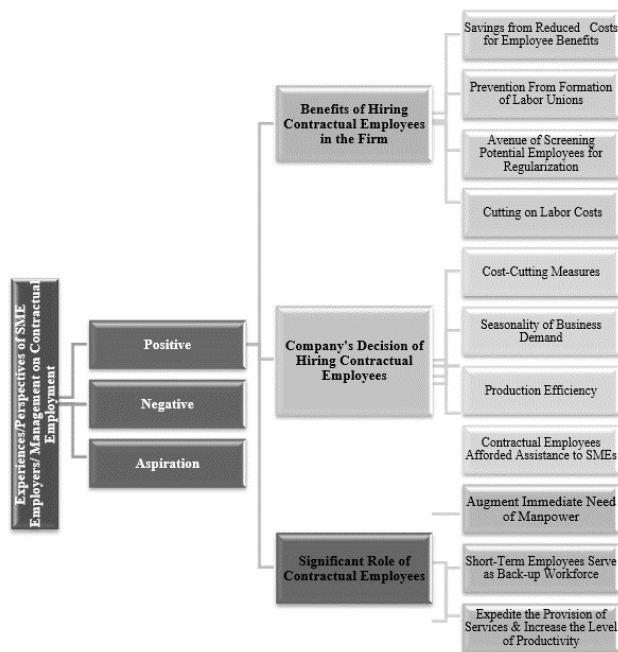 Experiences/Perspectives of SME
Employers/ Management on Contractual
Employment
Positive
Negative
Aspiration
Benefits of Hiring
Contractual Employees
in the Firm
Company's Decision of
Hiring Contractual
Employees
Significant Role of
Contractual Employees
Savings from Reduced Costs
for Employee Benefits
Prevention From Formation
of Labor Unions
Avenue of Screening
Potential Employees for
Regularization
Cutting on Labor Costs
Cost-Cutting Measures
Seasonality of Business
Demand
Production Efficiency
Contractual Employees
Afforded Assistance to SMEs
Augment Immediate Need
of Manpower
Short-Term Employees Serve
as Back-up Workforce
Expedite the Provision of
Services & Increase the Level
of Productivity